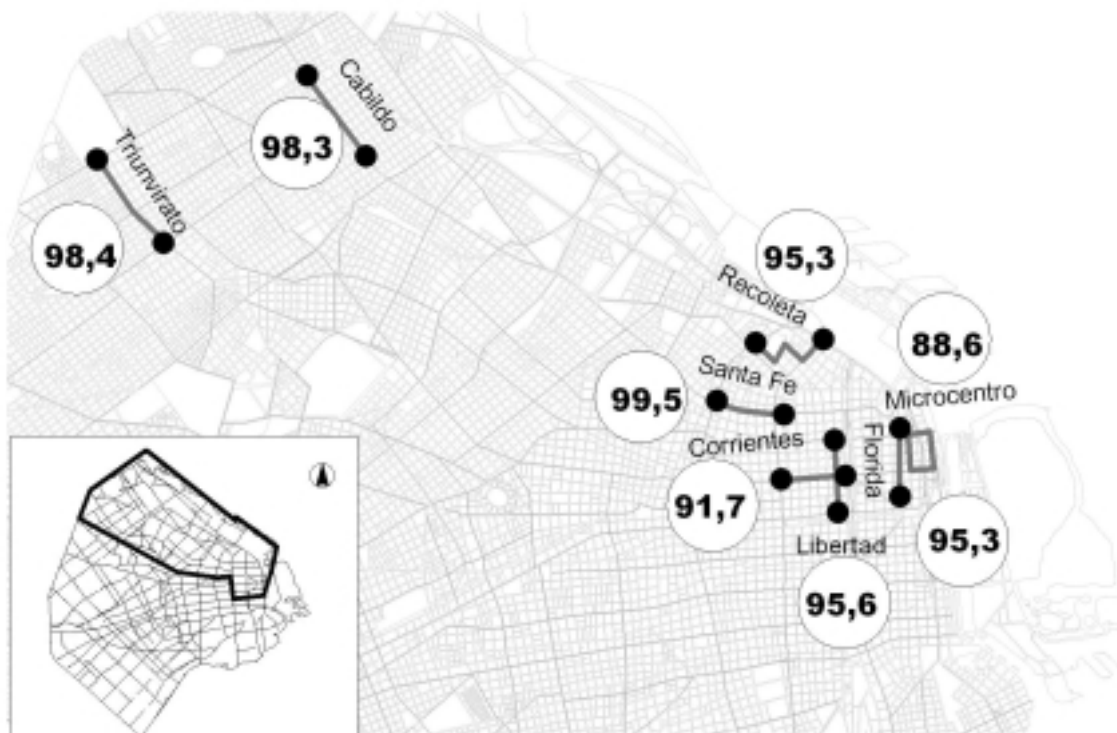 Cabildo
98,3
Triunvirato
98,4
95,3
Recoleta
88,6
Microcentro
Santa Fe
99,5
Corrientes
Florida
91,7
95,3
Libertad
95,6